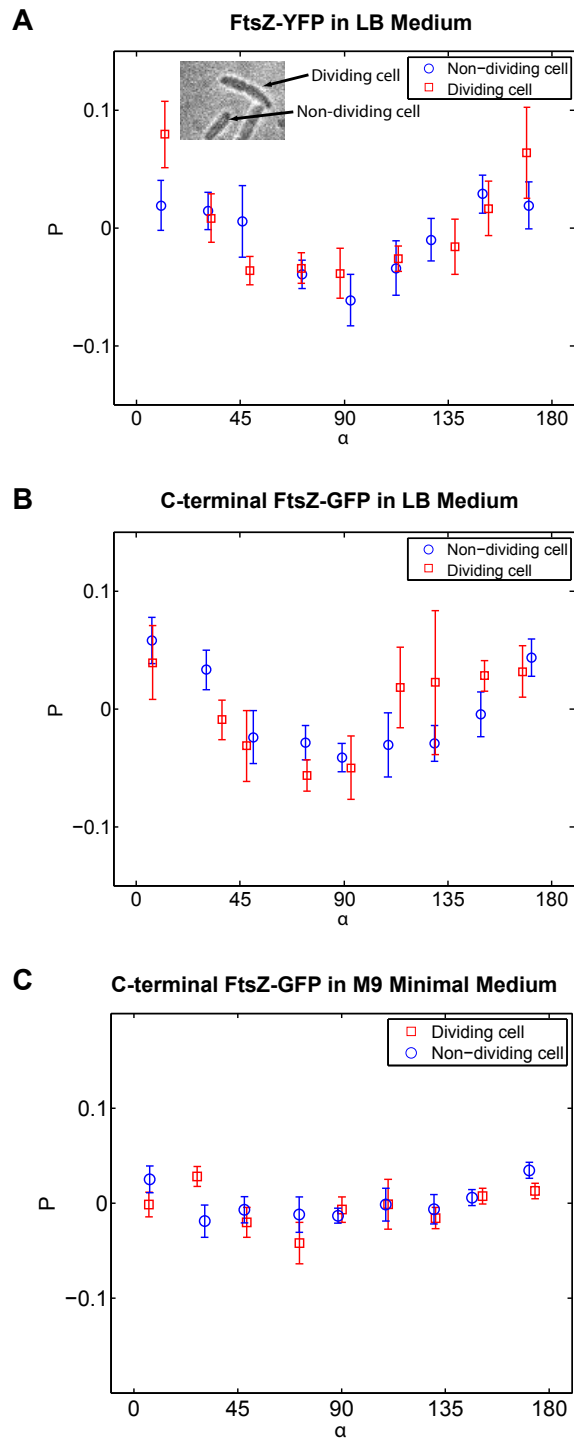 A
FtsZ-YFP in LB Medium
Dividing cell
Non-dividing cell
Non−dividing cell
Dividing cell
0.1
0
−0.1
P
0 45 90 135 180
α
B
C-terminal FtsZ-GFP in LB Medium
Non−dividing cell
Dividing cell
0.1
0
−0.1
P
0 45 90 135 180
α
C
C-terminal FtsZ-GFP in M9 Minimal Medium
Dividing cell
Non−dividing cell
0.1
0
−0.1
P
0 45 90 135 180
α